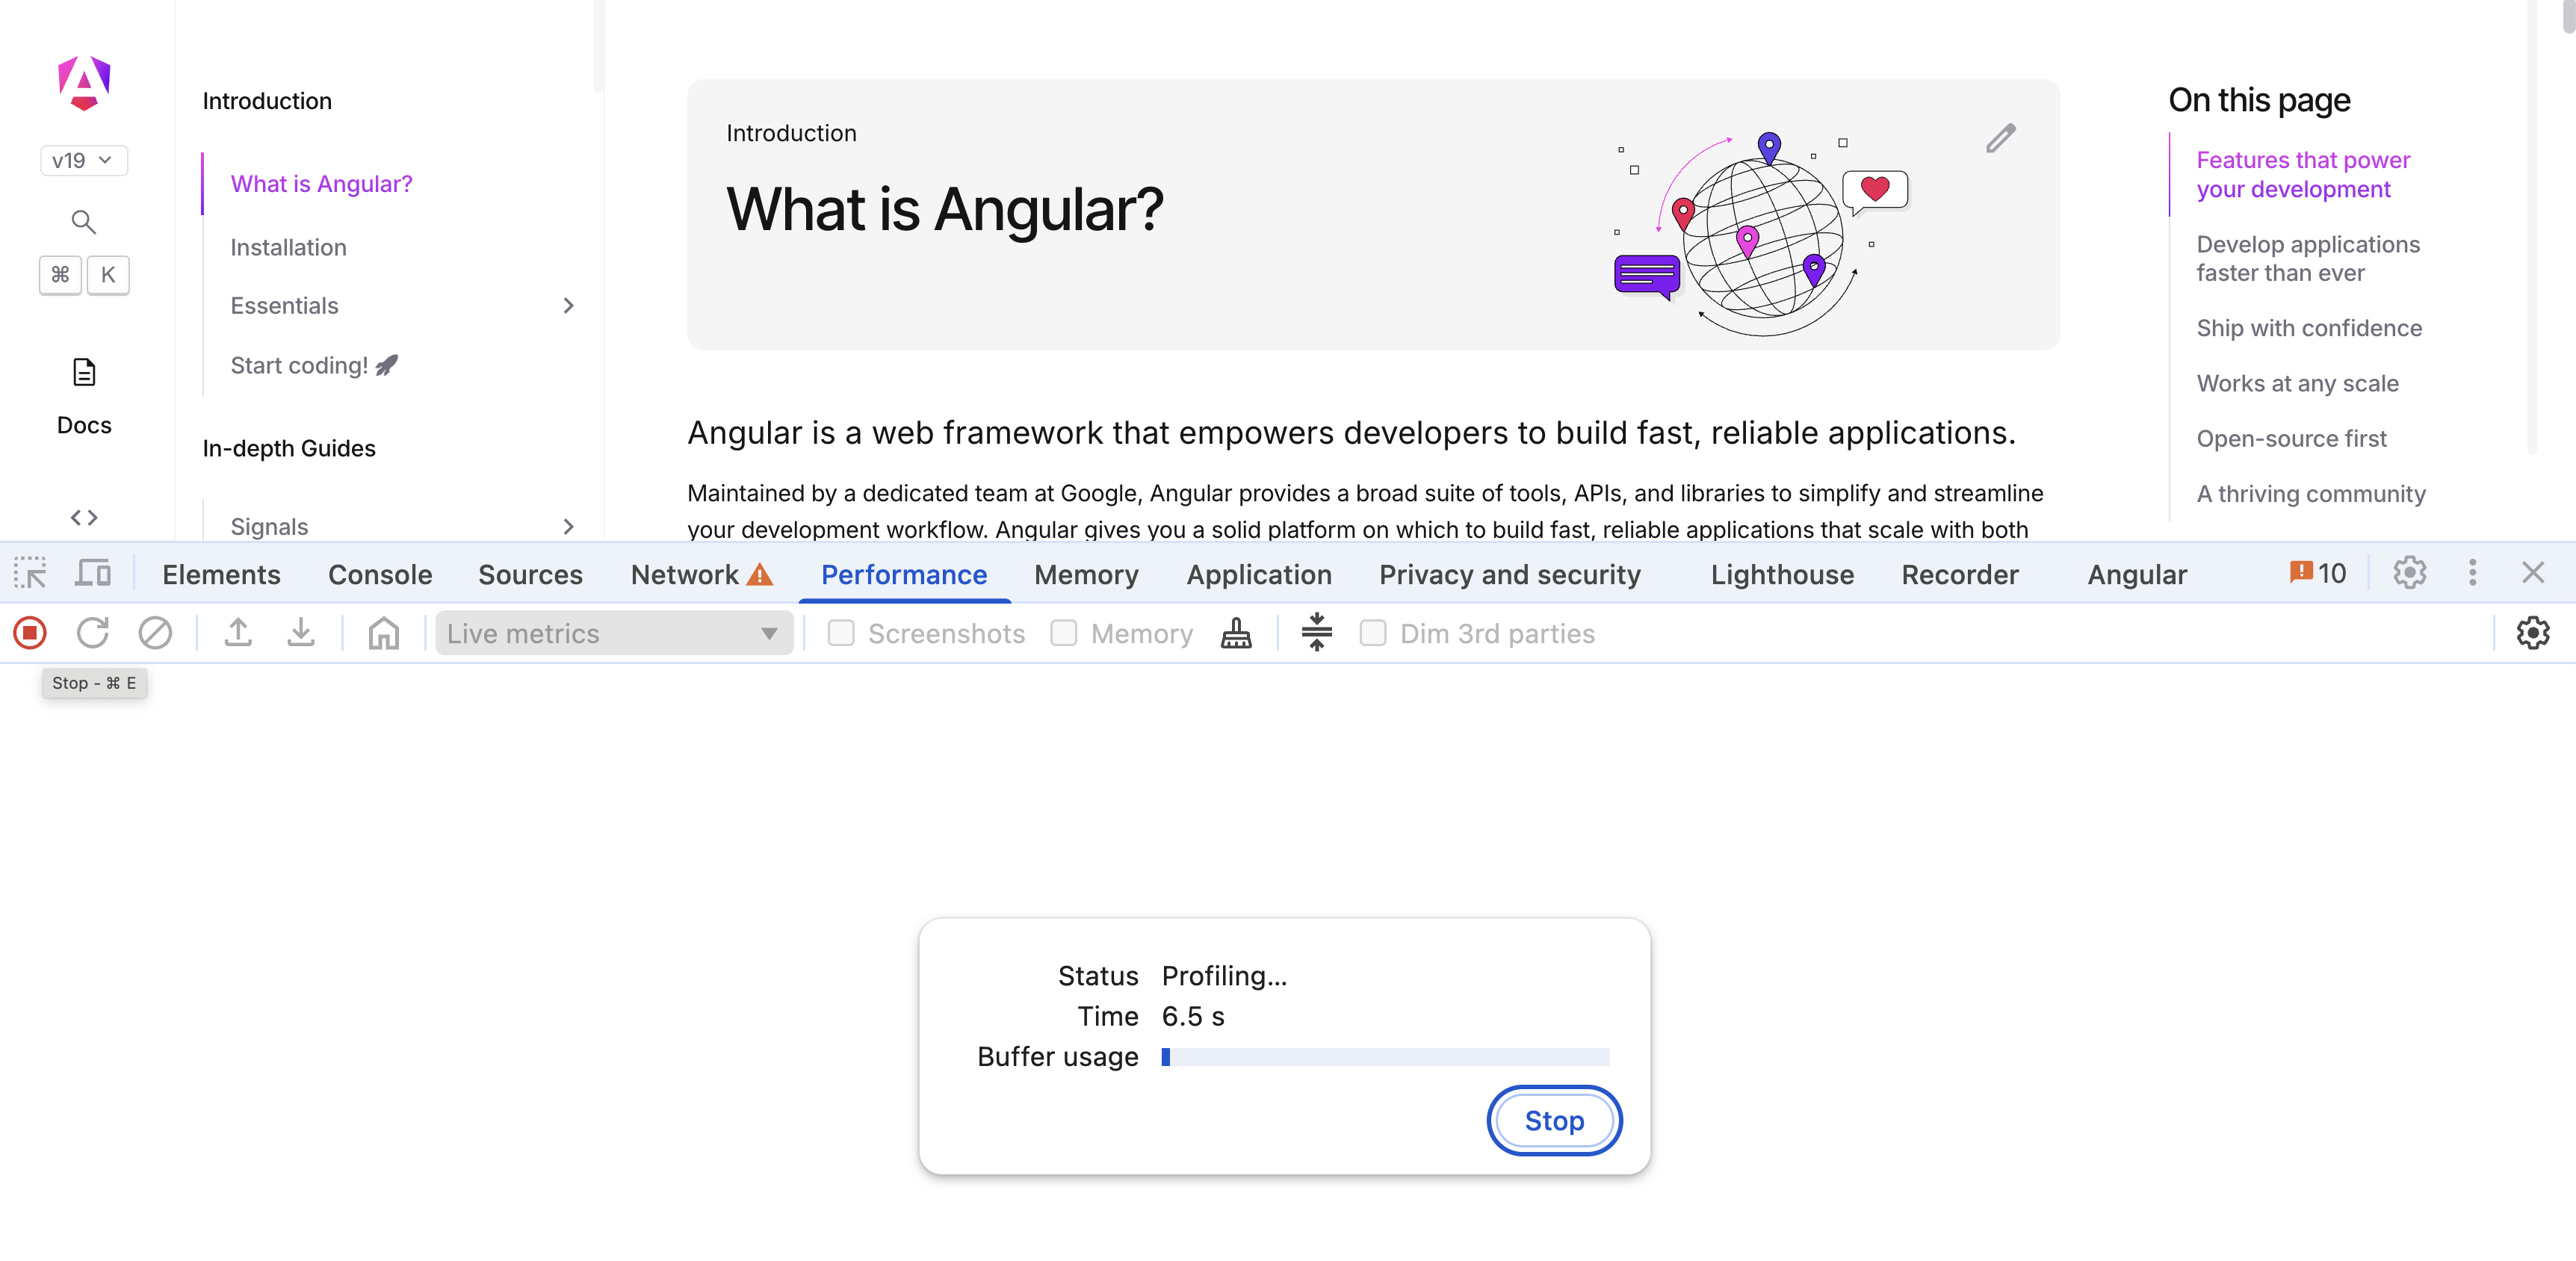 v19
⌘ K
Docs
Introduction
What is Angular?
Installation
Essentials
Start coding!
In-depth Guides
Signals
Introduction
What is Angular?
Angular is a web framework that empowers developers to build fast, reliable applications.
Maintained by a dedicated team at Google, Angular provides a broad suite of tools, APIs, and libraries to simplify and streamline
your development workflow. Angular gives you a solid platform on which to build fast, reliable applications that scale with both
On this page
Features that power
your development
Develop applications
faster than ever
Ship with confidence
Works at any scale
Open-source first
A thriving community
Elements Console Sources Network Performance Memory Application Privacy and security Lighthouse Recorder Angular 10
Live metrics Screenshots Memory Dim 3rd parties
Stop - ⌘ E
Status Profiling...
Time 6.5 s
Buffer usage
Stop